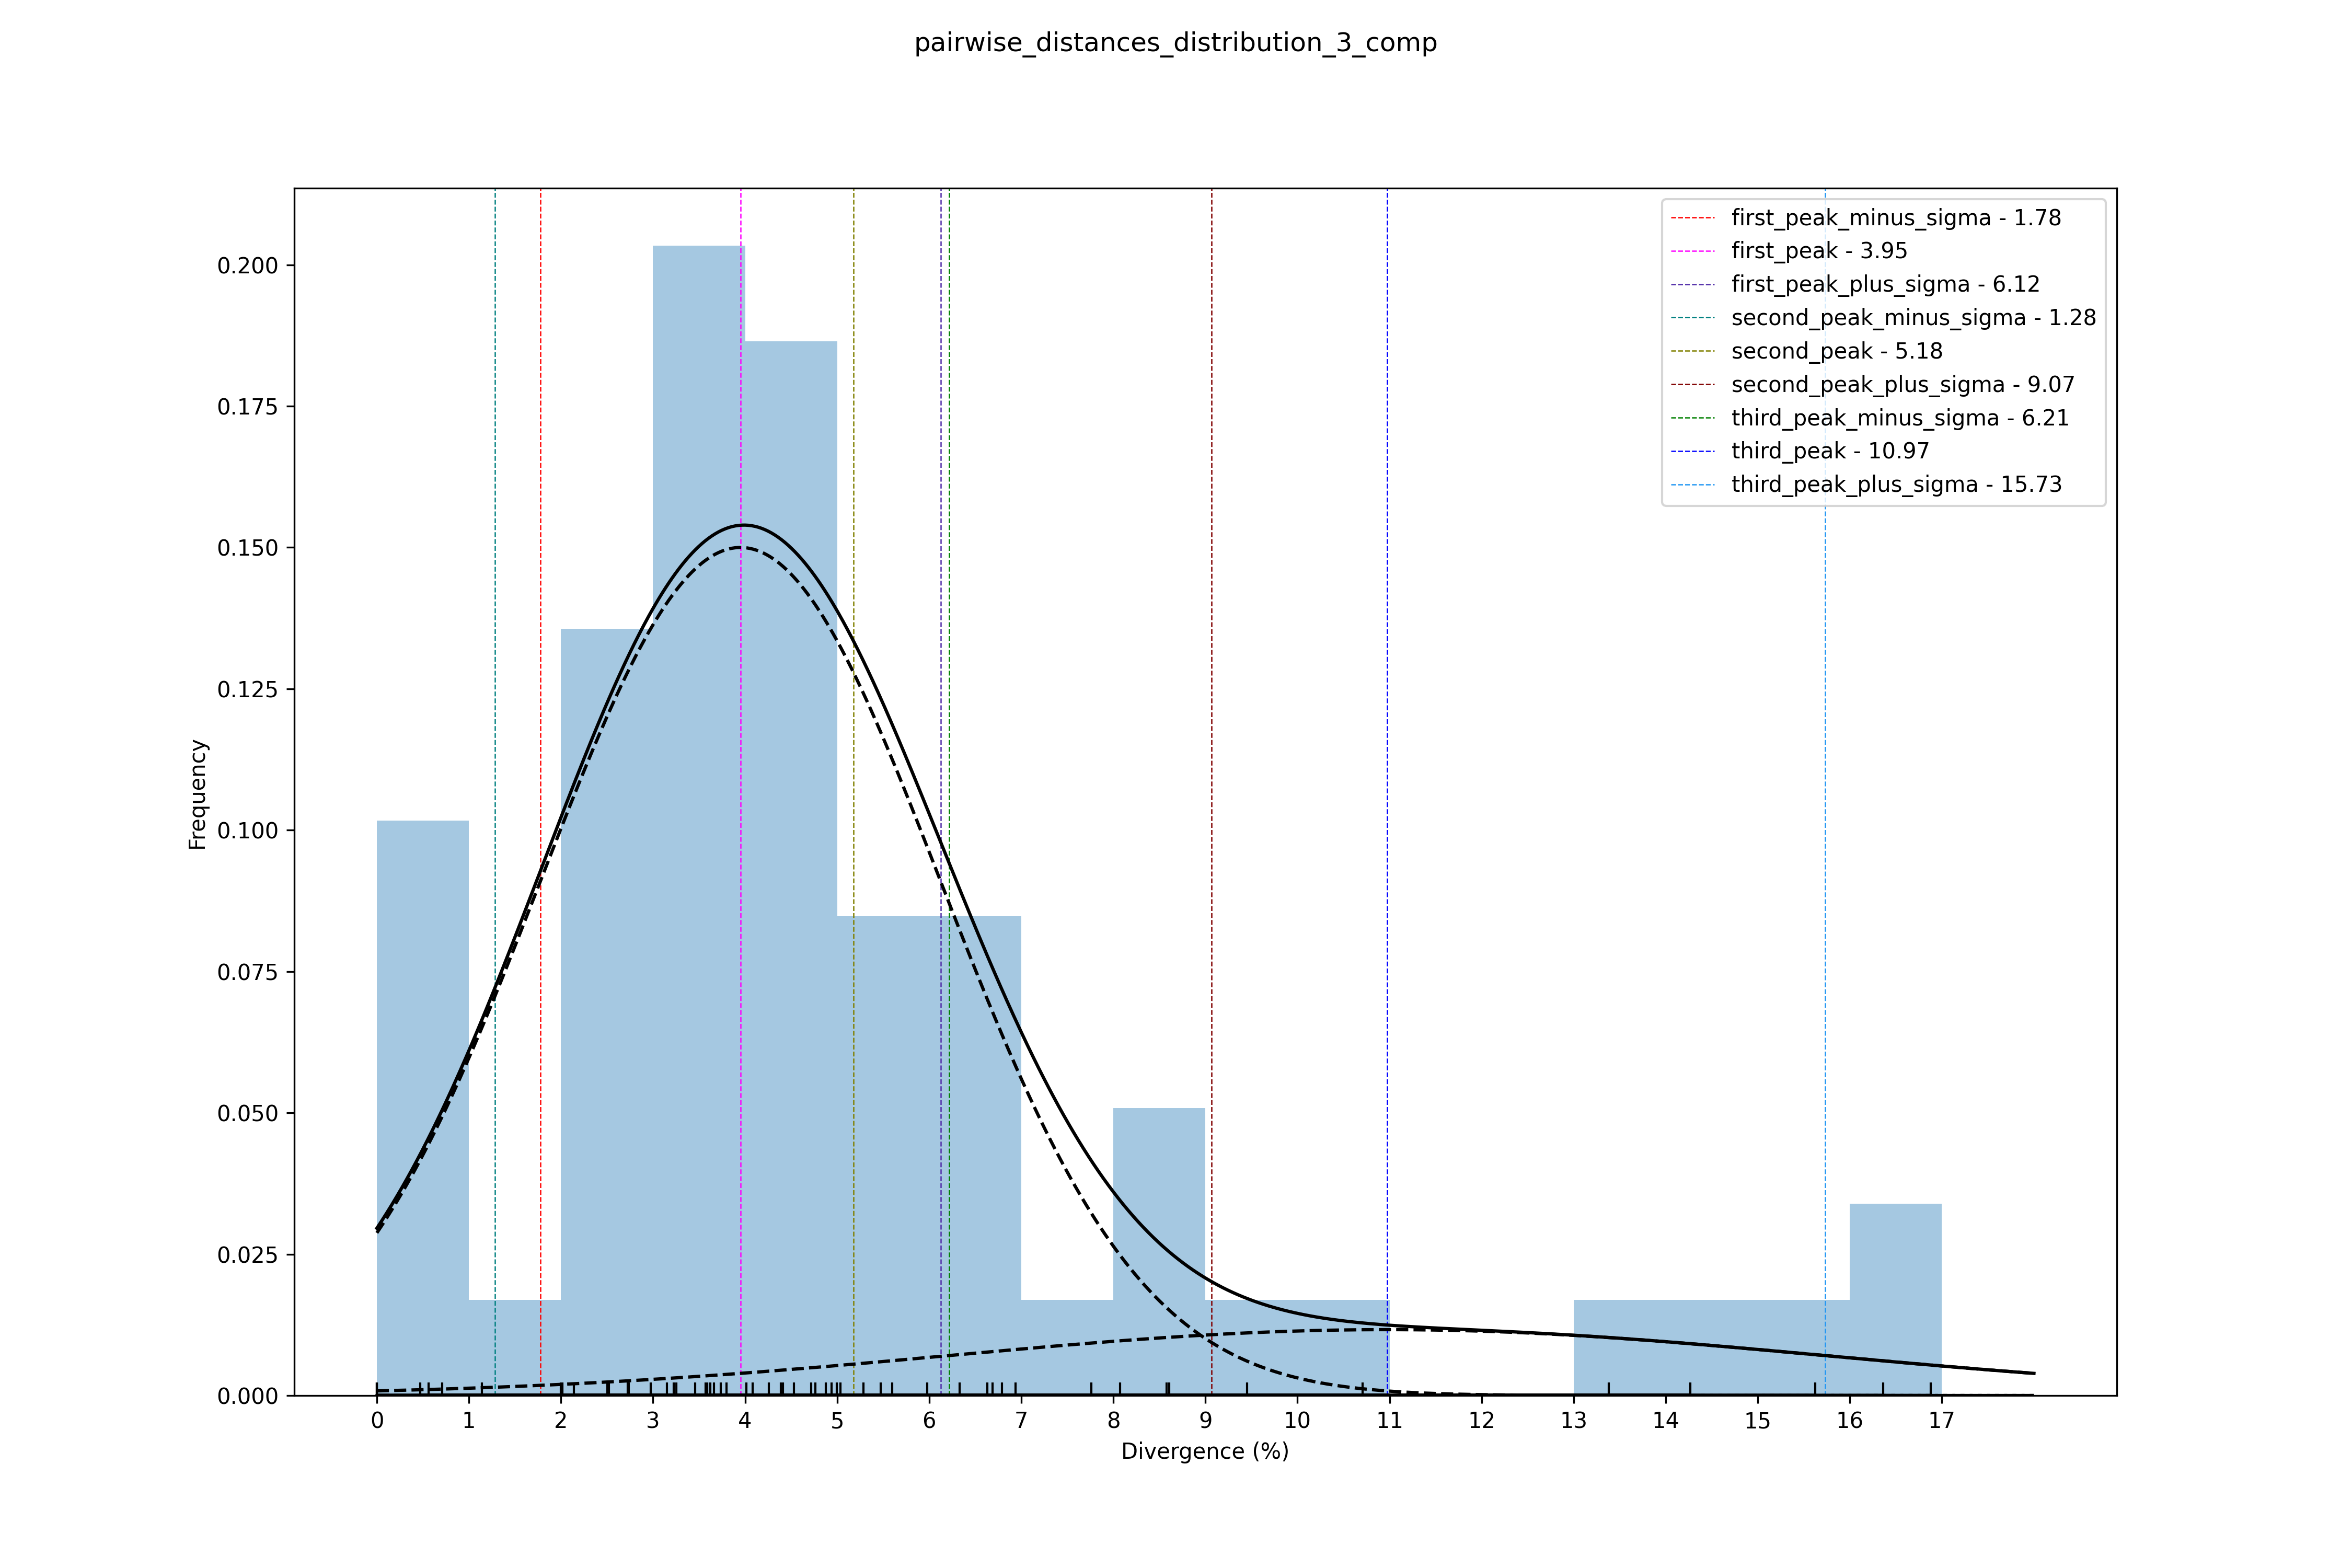 pairwise_distances_distribution_3_comp
first_peak_minus_sigma - 1.78
first_peak - 3.95
first_peak_plus_sigma - 6.12
second_peak_minus_sigma - 1.28
second_peak - 5.18
second_peak_plus_sigma - 9.07
third_peak_minus_sigma - 6.21
third_peak - 10.97
third_peak_plus_sigma - 15.73
0.200
0.175
0.150
0.125
0.100
0.075
0.050
0.025
0.000
Frequency
0 1 2 3 4 5 6 7 8 9 10 11 12 13 14 15 16 17
Divergence (%)